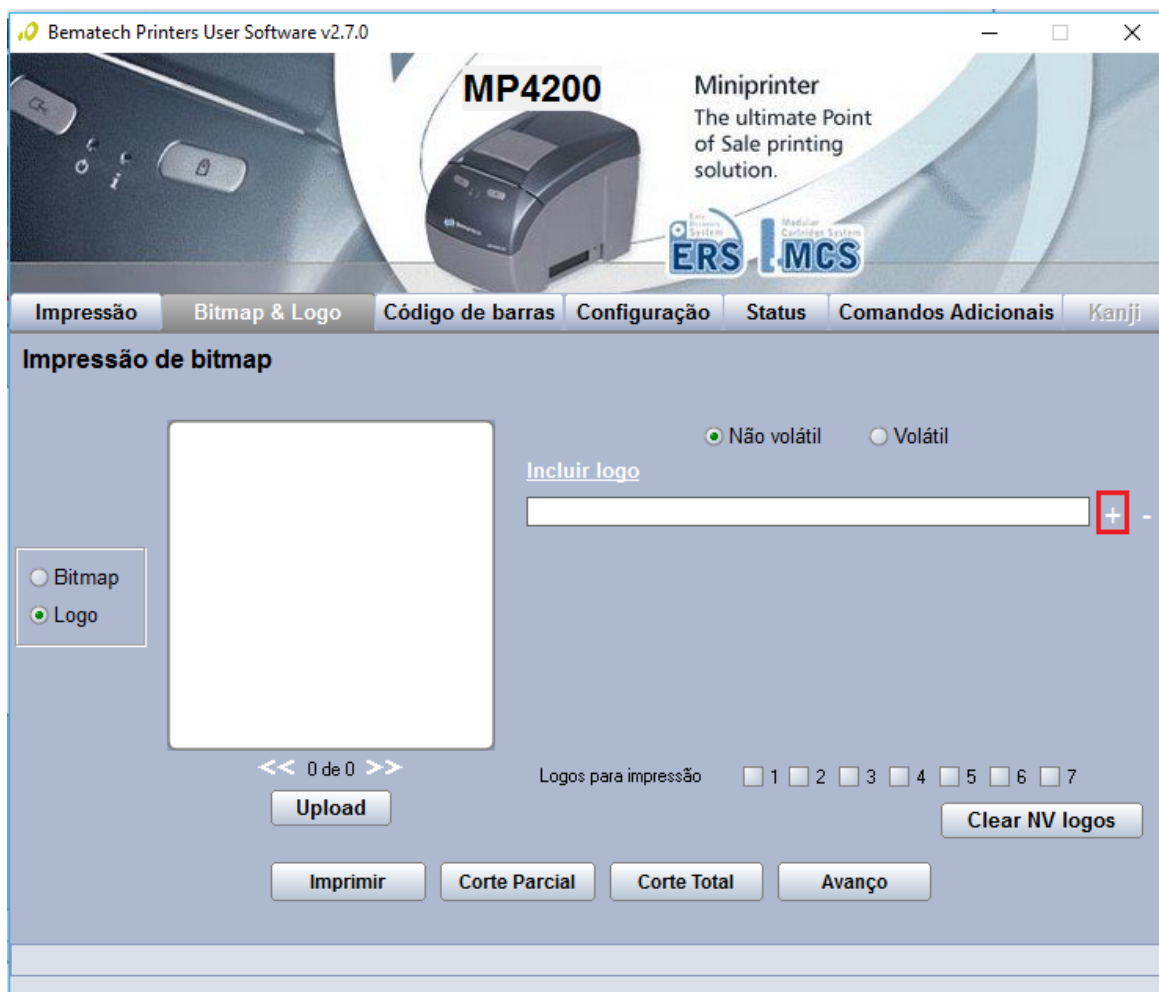 Bematech Printers User Software v2.7.0
MP4200
Miniprinter
The ultimate Point
of Sale printing
solution.
ERS
MCS
Modular
Cartridge System
Impressão Bitmap & Logo Código de barras Configuração Status Comandos Adicionais Kanji
Impressão de bitmap
Não volátil Volátil
Incluir logo
+ -
Bitmap
Logo
<< 0 de 0 >>
Logos para impressão 1 2 3 4 5 6 7
Upload
Clear NV logos
Imprimir Corte Parcial Corte Total Avanço